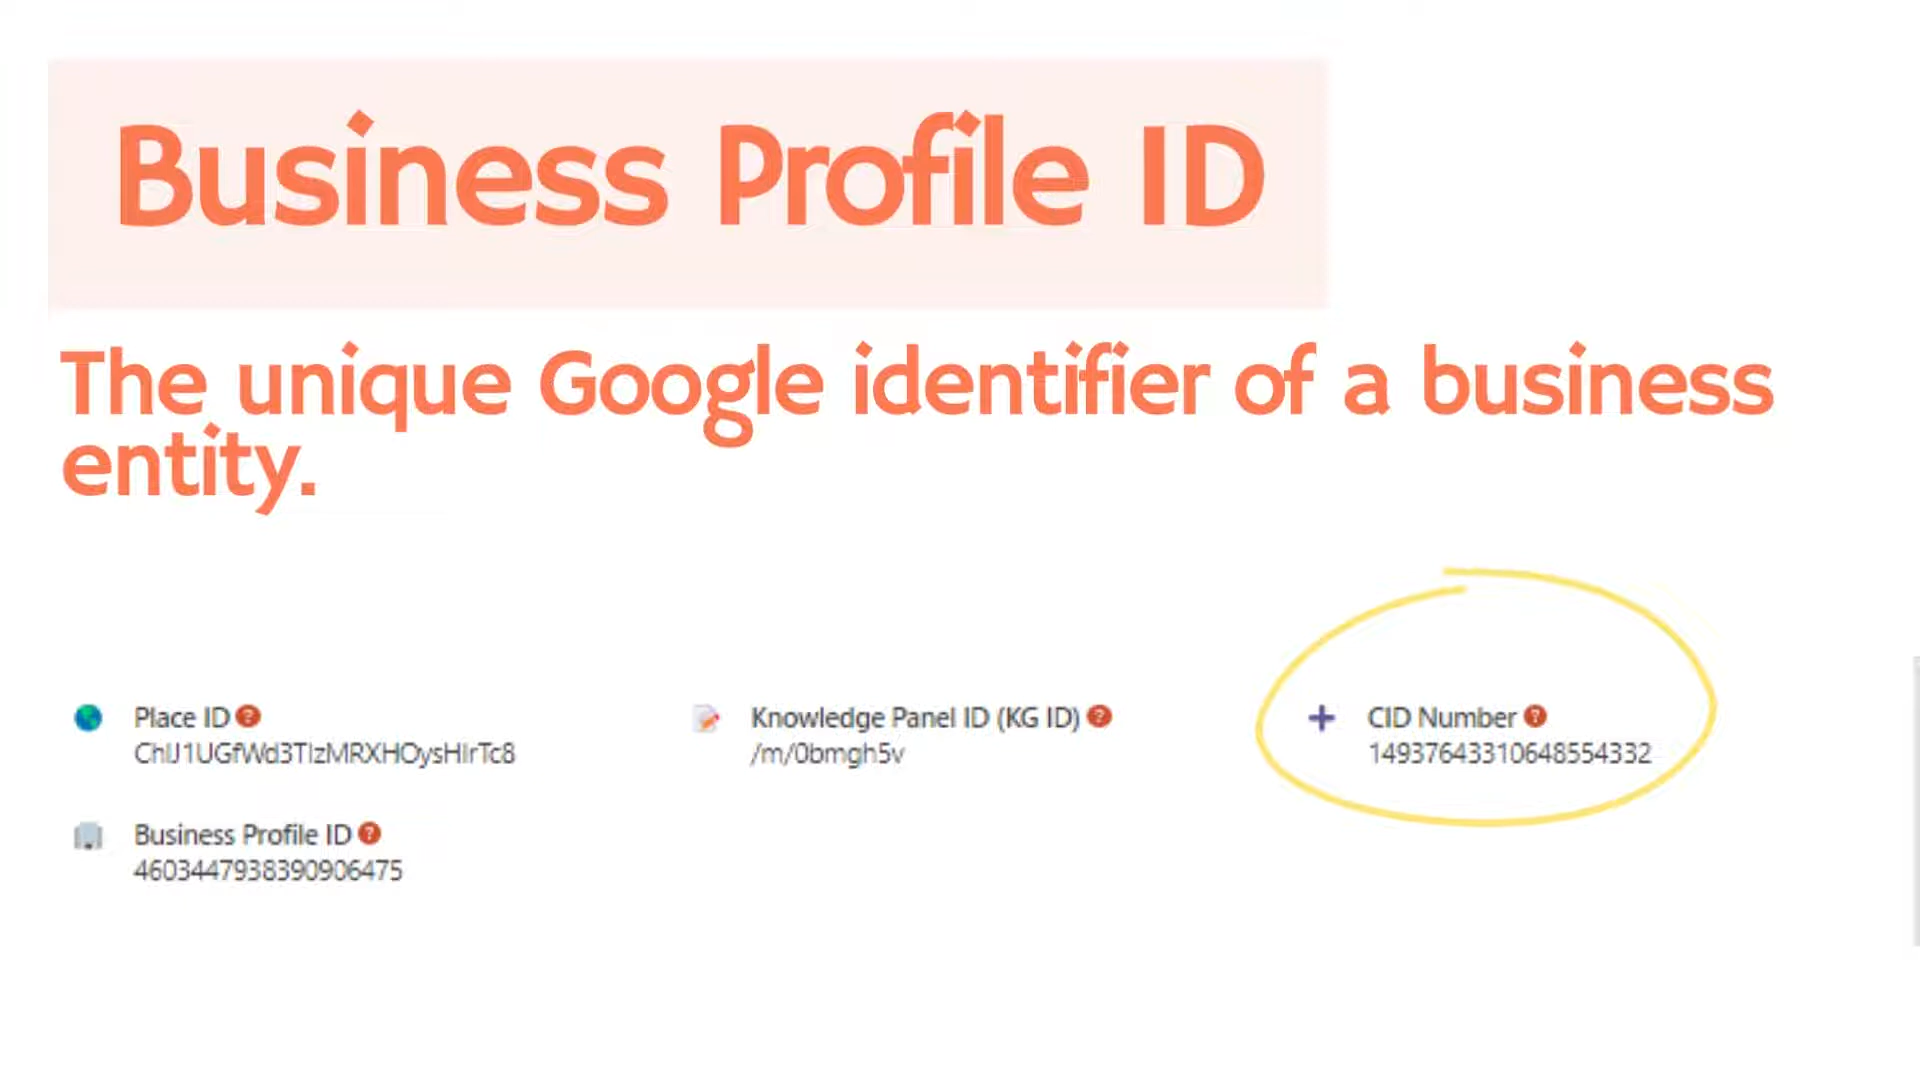 Business Profile ID
The unique Google identifier of a business
entity.
Place ID
ChIJ1UGfWd3TIzMRXHOysHIrTc8
Knowledge Panel ID (KG ID)
/m/0bmgh5v
CID Number
14937643310648554332
Business Profile ID
4603447938390906475